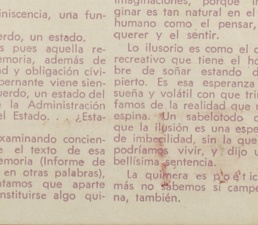 iniscencia, una fun-
erdo, un estado.
s pues aquella re-
emoria, además de
ad y obligación civi-
bernante viene sien-
uerdo, un estado del
e la Administración
el Estado. . . ¿Esta-
xaminando concien-
e el texto de esa
emoria (Informe de
en otras palabras),
tamos que aparte
nstituirse algo qui-
imaginaciones, porque
ginar es tan natural en el
humano como el pensar,
querer y el sentir.
Lo ilusorio es como el
recreativo que tiene el ho
bre de soñar estando d
pierto. Es esa esperanza
sueña y volátil con que tri
famos de la realidad que n
espina. Un sabelotodo d
que la ilusión es una espe
de imbecilidad, sin la que
podríamos vivir, y dijo u
bellísima sentencia.
La quimera es p o é t i c
más no sabemos si campe
na, también.